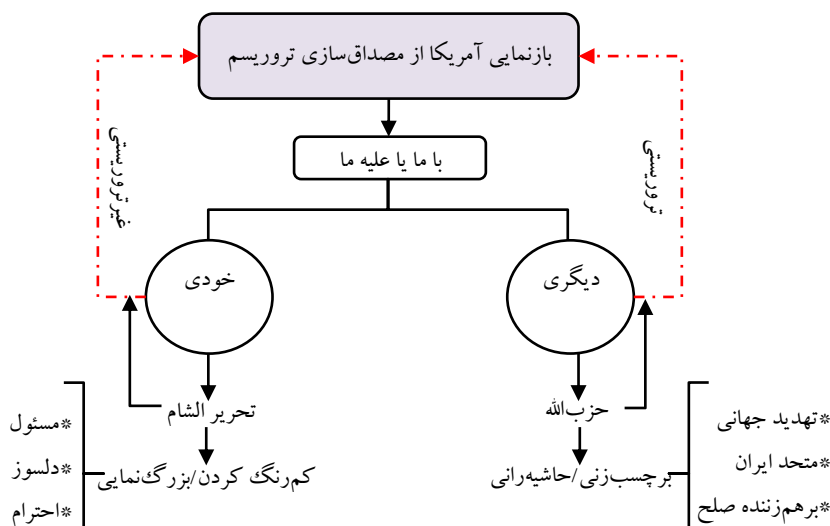 بازنمایی آمریکا از مصداق‌سازی تروریسم
با ما یا علیه ما
تروریستی
غیرتروریستی
دیگری
خودی
حزب‌الله
تحریر الشام
برچسب‌زنی/حاشیه‌رانی
کم‌رنگ کردن/بزرگ‌نمایی
*تهدید جهانی
*متحد ایران
*برهم‌زننده صلح
*مسئول
*دلسوز
*احترام